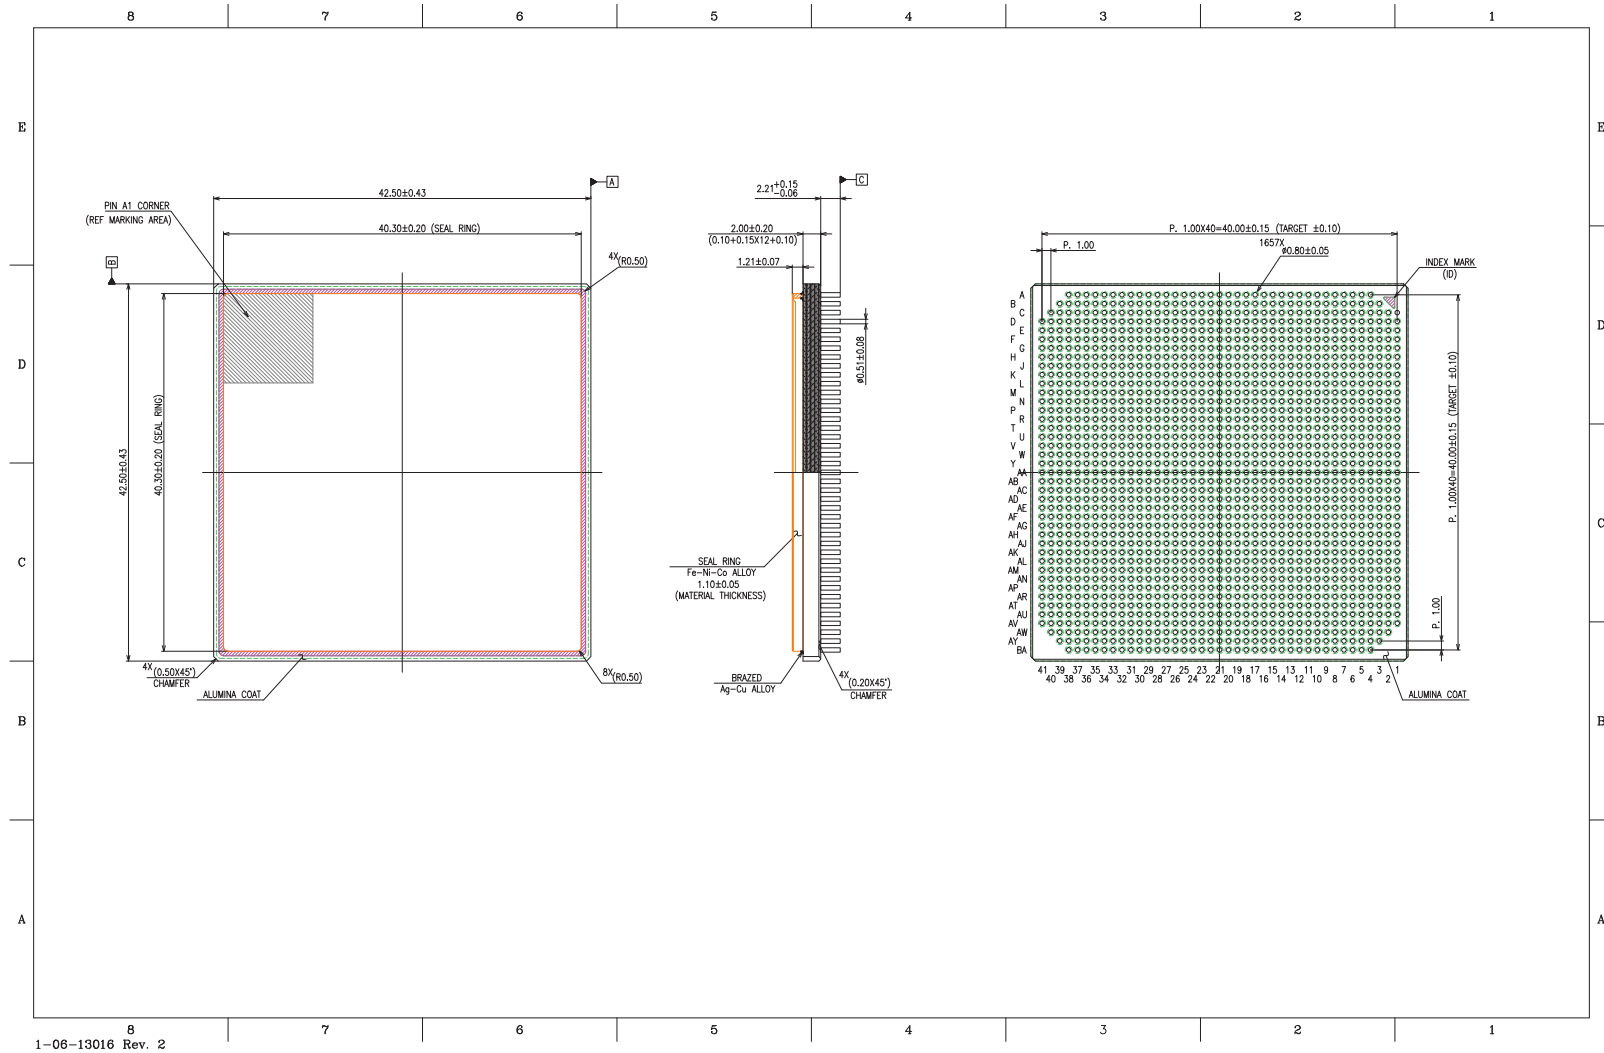 8 7 6 5 4 3 2 1
E
E
D
D
C
C
B
B
A
A
42.50±0.43
A
PIN A1 CORNER
(REF MARKING AREA)
40.30±0.20 (SEAL RING)
4X (R0.50)
B
42.50±0.43
40.30±0.20 (SEAL RING)
4X (0.50X45°)
CHAMFER
ALUMINA COAT
8X (R0.50)
2.21 +0.15
-0.06
C
2.00±0.20
(0.10+0.15X12+0.10)
1.21±0.07
ø0.51±0.08
SEAL RING
Fe-Ni-Co ALLOY
1.10±0.05
(MATERIAL THICKNESS)
BRAZED
Ag-Cu ALLOY
4X (0.20X45°)
CHAMFER
P. 1.00X40=40.00±0.15 (TARGET ±0.10)
P. 1.00
1657X
ø0.80±0.05
INDEX MARK
(ID)
A
B
C
D
E
F
G
H
J
K
L
M
N
P
R
T
U
V
W
Y
AA
AB
AC
AD
AE
AF
AG
AH
AJ
AK
AL
AM
AN
AP
AR
AT
AU
AV
AW
AY
BA
P. 1.00X40=40.00±0.15 (TARGET ±0.10)
P. 1.00
41 39 37 35 33 31 29 27 25 23 21 19 17 15 13 11 9 7 5 3 1
40 38 36 34 32 30 28 26 24 22 20 18 16 14 12 10 8 6 4 2
ALUMINA COAT
8 7 6 5 4 3 2 1
1-06-13016 Rev. 2